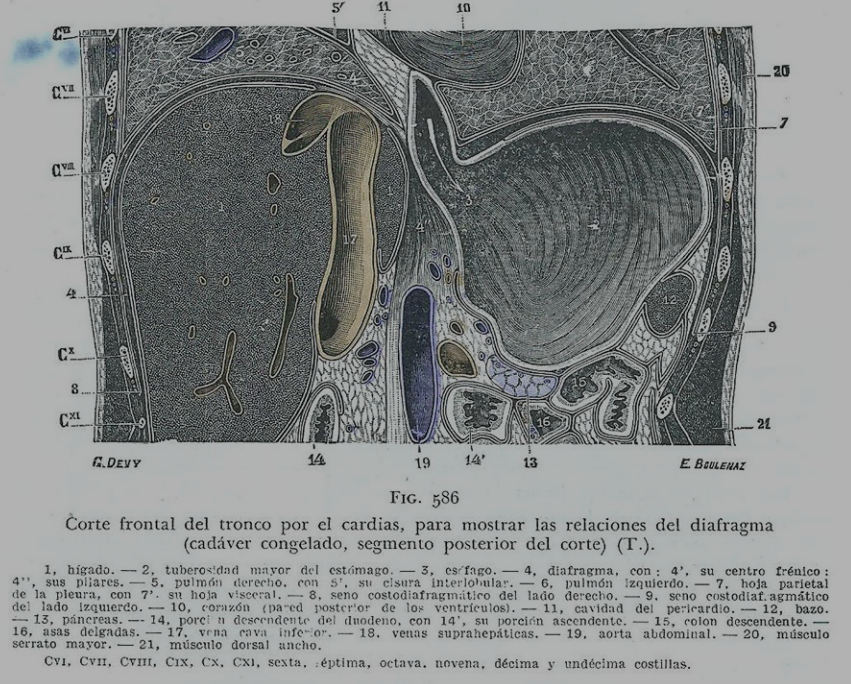 5' 11 10
Cvi
Cvii
Cviii
Cix
4
Cx
8
Cxi
20
7
9
21
5
4
6
7
18
1
1
17
3
4
2
12
15
16
14 19 14' 13
G. DEVY
E. BOULENAZ
FIG. 586
Corte frontal del tronco por el cardias, para mostrar las relaciones del diafragma
(cadáver congelado, segmento posterior del corte) (T.).
1, hígado. — 2, tuberosidad mayor del estómago. — 3, esófago. — 4, diafragma, con: 4', su centro frénico;
4'', sus pilares. — 5, pulmón derecho, con 5', su cisura interlobular. — 6, pulmón izquierdo. — 7, hoja parietal
de la pleura, con 7', su hoja visceral. — 8, seno costodiafragmático del lado derecho. — 9, seno costodiafragmático
del lado izquierdo. — 10, corazón (pared posterior de los ventrículos). — 11, cavidad del pericardio. — 12, bazo.
— 13, páncreas. — 14, porción descendente del duodeno, con 14', su porción ascendente. — 15, colon descendente. —
16, asas delgadas. — 17, vena cava inferior. — 18, venas suprahepáticas. — 19, aorta abdominal. — 20, músculo
serrato mayor. — 21, músculo dorsal ancho.
Cvi, Cvii, Cviii, Cix, Cx, Cxi, sexta, séptima, octava, novena, décima y undécima costillas.